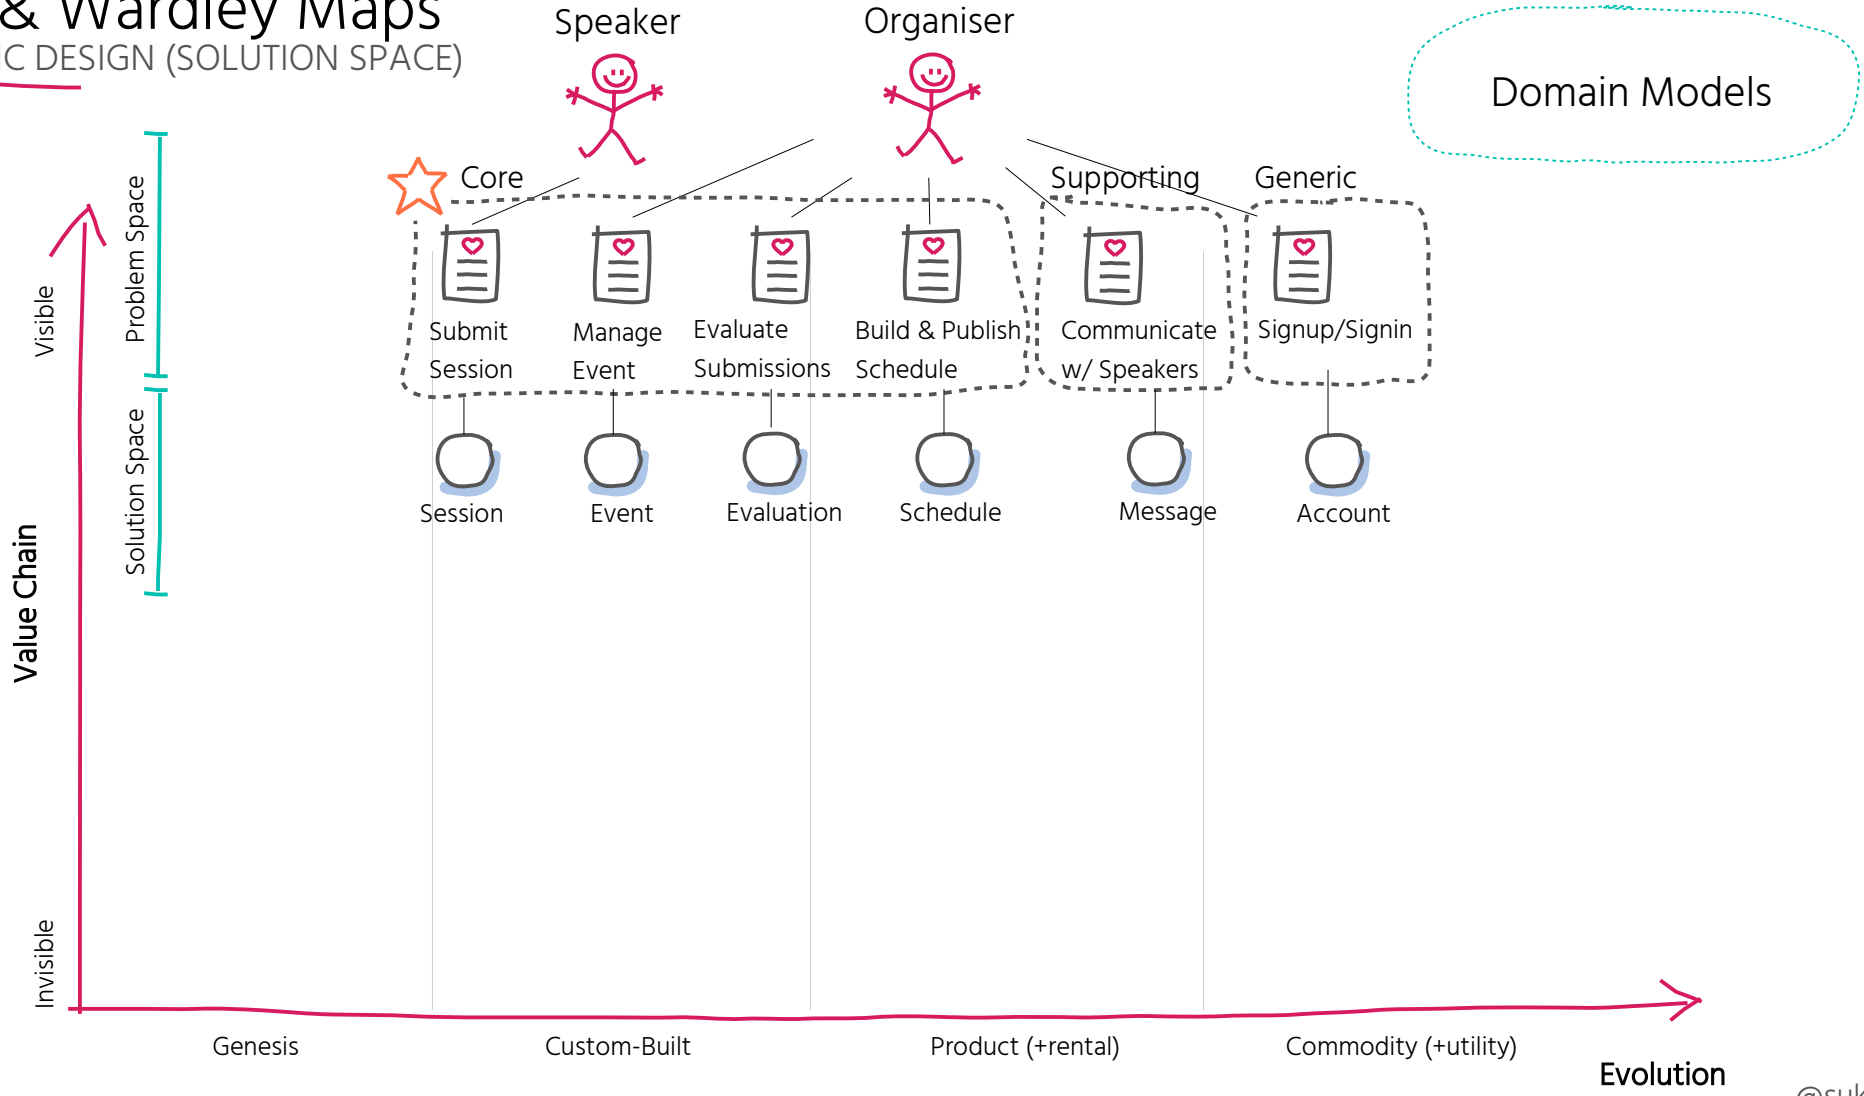 & Wardley Maps
IC DESIGN (SOLUTION SPACE)
Speaker
Organiser
Domain Models
Core
Supporting
Generic
Problem Space
Visible
Submit
Session
Manage
Event
Evaluate
Submissions
Build & Publish
Schedule
Communicate
w/ Speakers
Signup/Signin
Solution Space
Session
Event
Evaluation
Schedule
Message
Account
Value Chain
Invisible
Genesis
Custom-Built
Product (+rental)
Commodity (+utility)
Evolution
@suk